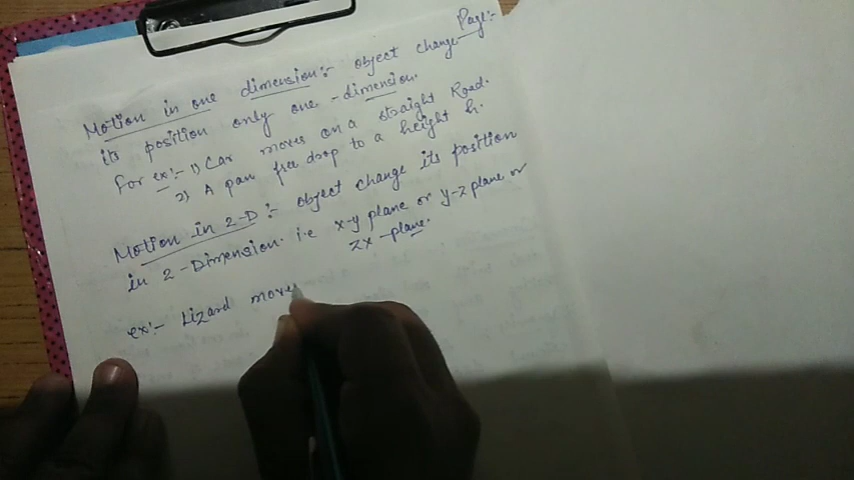 Page:-
Motion in one dimension:- object change
its position only one - dimension.
For ex:- 1) Car moves on a straight Road.
2) A pan free drop to a height h.
Motion in 2-D :- object change its position
in 2-Dimension. i.e x-y plane or y-z plane or
zx-plane.
ex:- Lizard moves